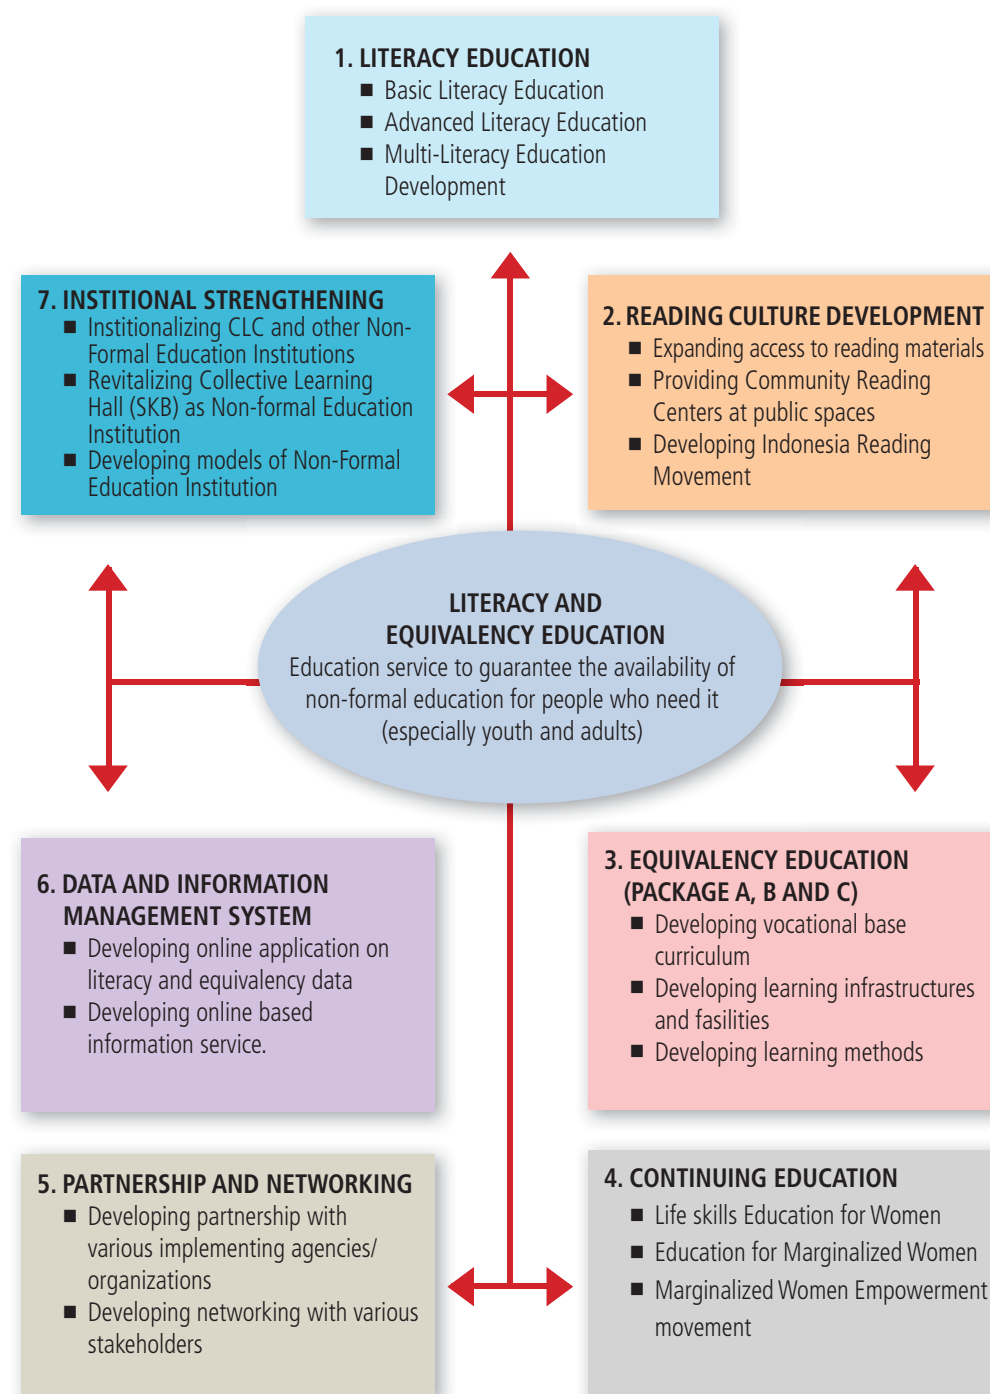 1. LITERACY EDUCATION
■ Basic Literacy Education
■ Advanced Literacy Education
■ Multi-Literacy Education
Development
7. INSTITIONAL STRENGTHENING
■ Institionalizing CLC and other Non-
Formal Education Institutions
■ Revitalizing Collective Learning
Hall (SKB) as Non-formal Education
Institution
■ Developing models of Non-Formal
Education Institution
2. READING CULTURE DEVELOPMENT
■ Expanding access to reading materials
■ Providing Community Reading
Centers at public spaces
■ Developing Indonesia Reading
Movement
LITERACY AND
EQUIVALENCY EDUCATION
Education service to guarantee the availability of
non-formal education for people who need it
(especially youth and adults)
6. DATA AND INFORMATION
MANAGEMENT SYSTEM
■ Developing online application on
literacy and equivalency data
■ Developing online based
information service.
3. EQUIVALENCY EDUCATION
(PACKAGE A, B AND C)
■ Developing vocational base
curriculum
■ Developing learning infrastructures
and fasilities
■ Developing learning methods
5. PARTNERSHIP AND NETWORKING
■ Developing partnership with
various implementing agencies/
organizations
■ Developing networking with various
stakeholders
4. CONTINUING EDUCATION
■ Life skills Education for Women
■ Education for Marginalized Women
■ Marginalized Women Empowerment
movement